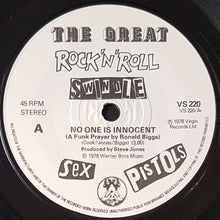 THE GREAT
ROCK'N'ROLL
SWINDLE
45 RPM
VS 220
VS 220-A
A
℗ 1978 Virgin
Records Ltd
NO ONE IS INNOCENT
(A Punk Prayer by Ronald Biggs)
(Cook/Jones/Biggs) (3.00)
Produced by Steve Jones
© 1978 Warner Bros Music
SEX
PISTOLS